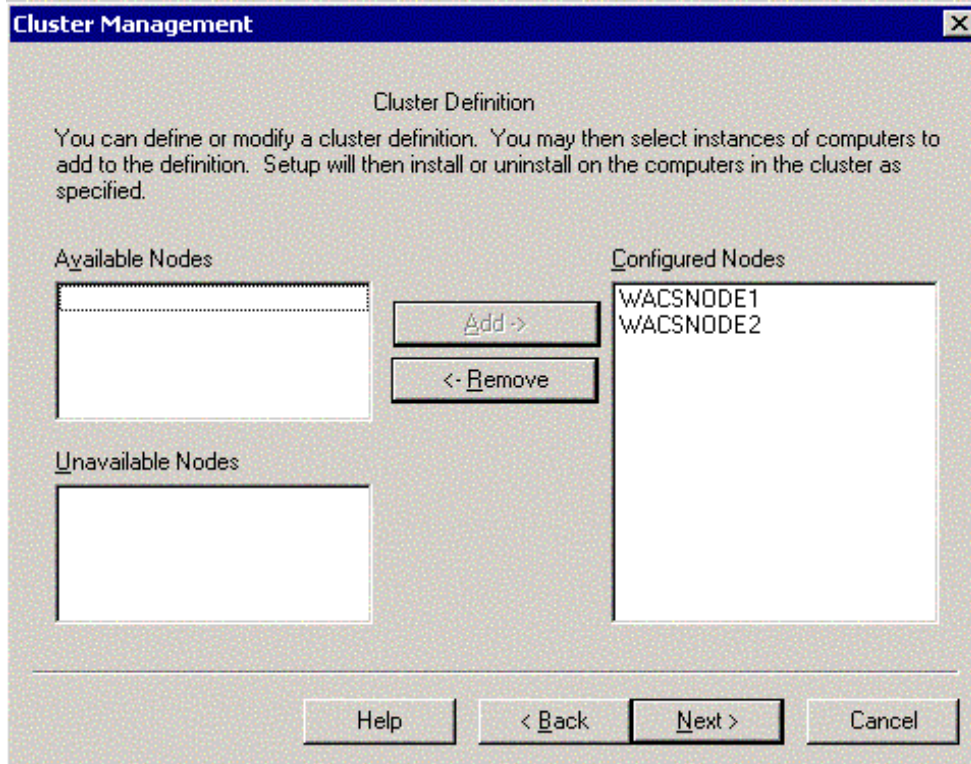 Cluster Management
Cluster Definition
You can define or modify a cluster definition. You may then select instances of computers to
add to the definition. Setup will then install or uninstall on the computers in the cluster as
specified.
Available Nodes
Configured Nodes
WACSNODE1
WACSNODE2
Add ->
<- Remove
Unavailable Nodes
Help
< Back
Next >
Cancel